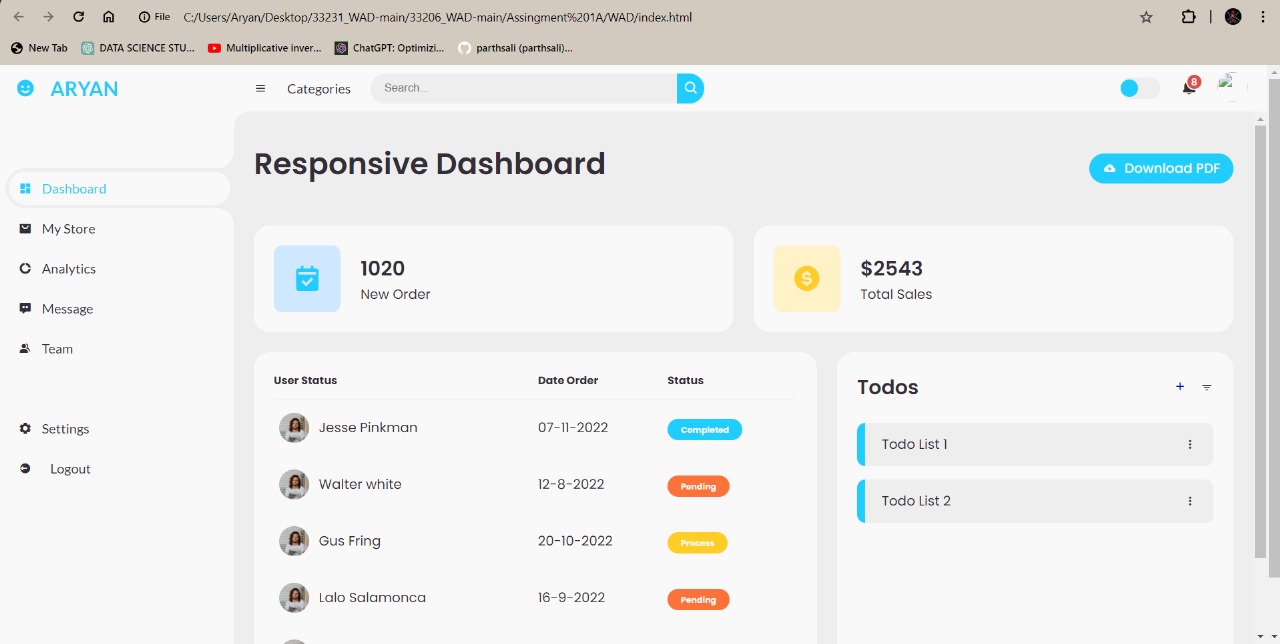 File C:/Users/Aryan/Desktop/33231_WAD-main/33206_WAD-main/Assingment%201A/WAD/index.html
New Tab DATA SCIENCE STU... Multiplicative inver... ChatGPT: Optimizi... parthsali (parthsali)...
ARYAN Categories Search... 8
Responsive Dashboard Download PDF
Dashboard
My Store
Analytics
Message
Team
Settings
Logout
1020
New Order
$2543
Total Sales
User Status Date Order Status
Jesse Pinkman 07-11-2022 Completed
Walter white 12-8-2022 Pending
Gus Fring 20-10-2022 Process
Lalo Salamonca 16-9-2022 Pending
Todos +
Todo List 1
Todo List 2